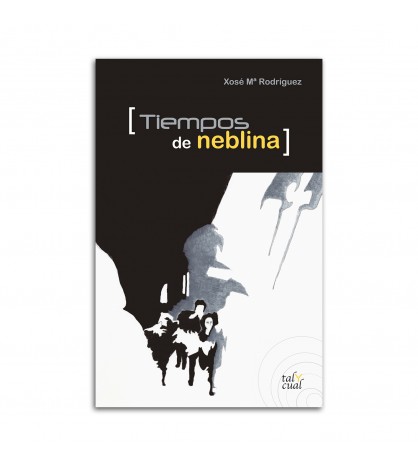 Xosé Mª Rodríguez
[Tiempos
de neblina]
tal y
cual